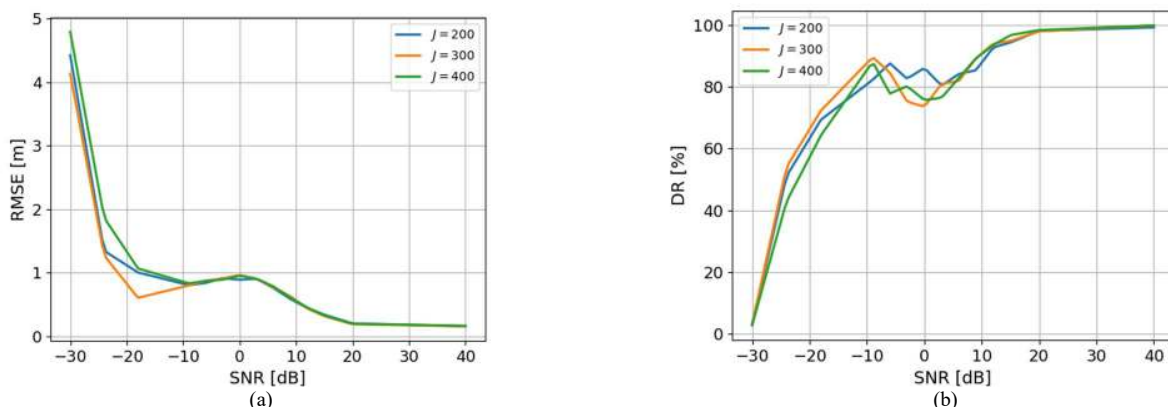 5
4
3
2
1
0
RMSE [m]
J = 200
J = 300
J = 400
−30 −20 −10 0 10 20 30 40
SNR [dB]
(a)
100
80
60
40
20
0
DR [%]
J = 200
J = 300
J = 400
−30 −20 −10 0 10 20 30 40
SNR [dB]
(b)